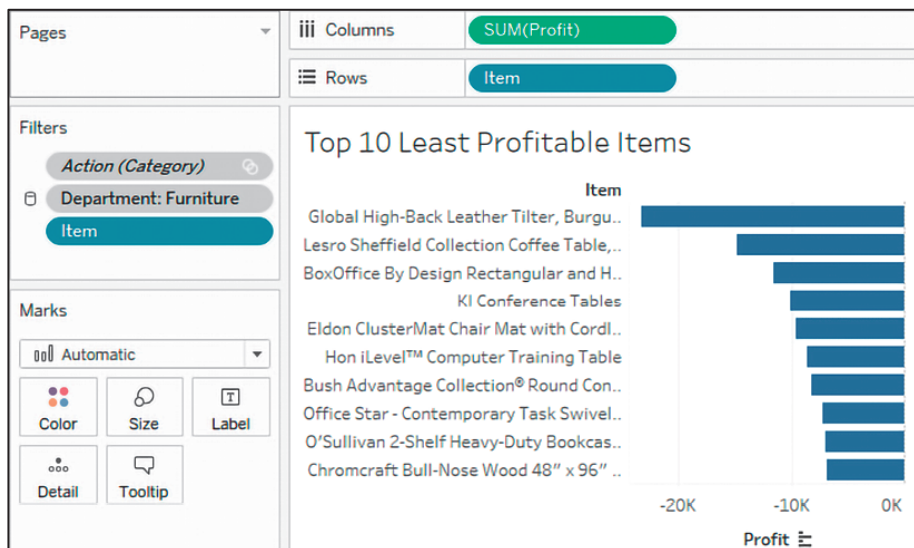 Pages
Columns
SUM(Profit)
Rows
Item
Filters
Action (Category)
Department: Furniture
Item
Marks
Automatic
Color
Size
Label
Detail
Tooltip
Top 10 Least Profitable Items
Item
Global High-Back Leather Tilter, Burgu..
Lesro Sheffield Collection Coffee Table,..
BoxOffice By Design Rectangular and H..
KI Conference Tables
Eldon ClusterMat Chair Mat with Cordl..
Hon iLevel™ Computer Training Table
Bush Advantage Collection® Round Con..
Office Star - Contemporary Task Swivel..
O’Sullivan 2-Shelf Heavy-Duty Bookcas..
Chromcraft Bull-Nose Wood 48” x 96” ..
-20K -10K 0K
Profit